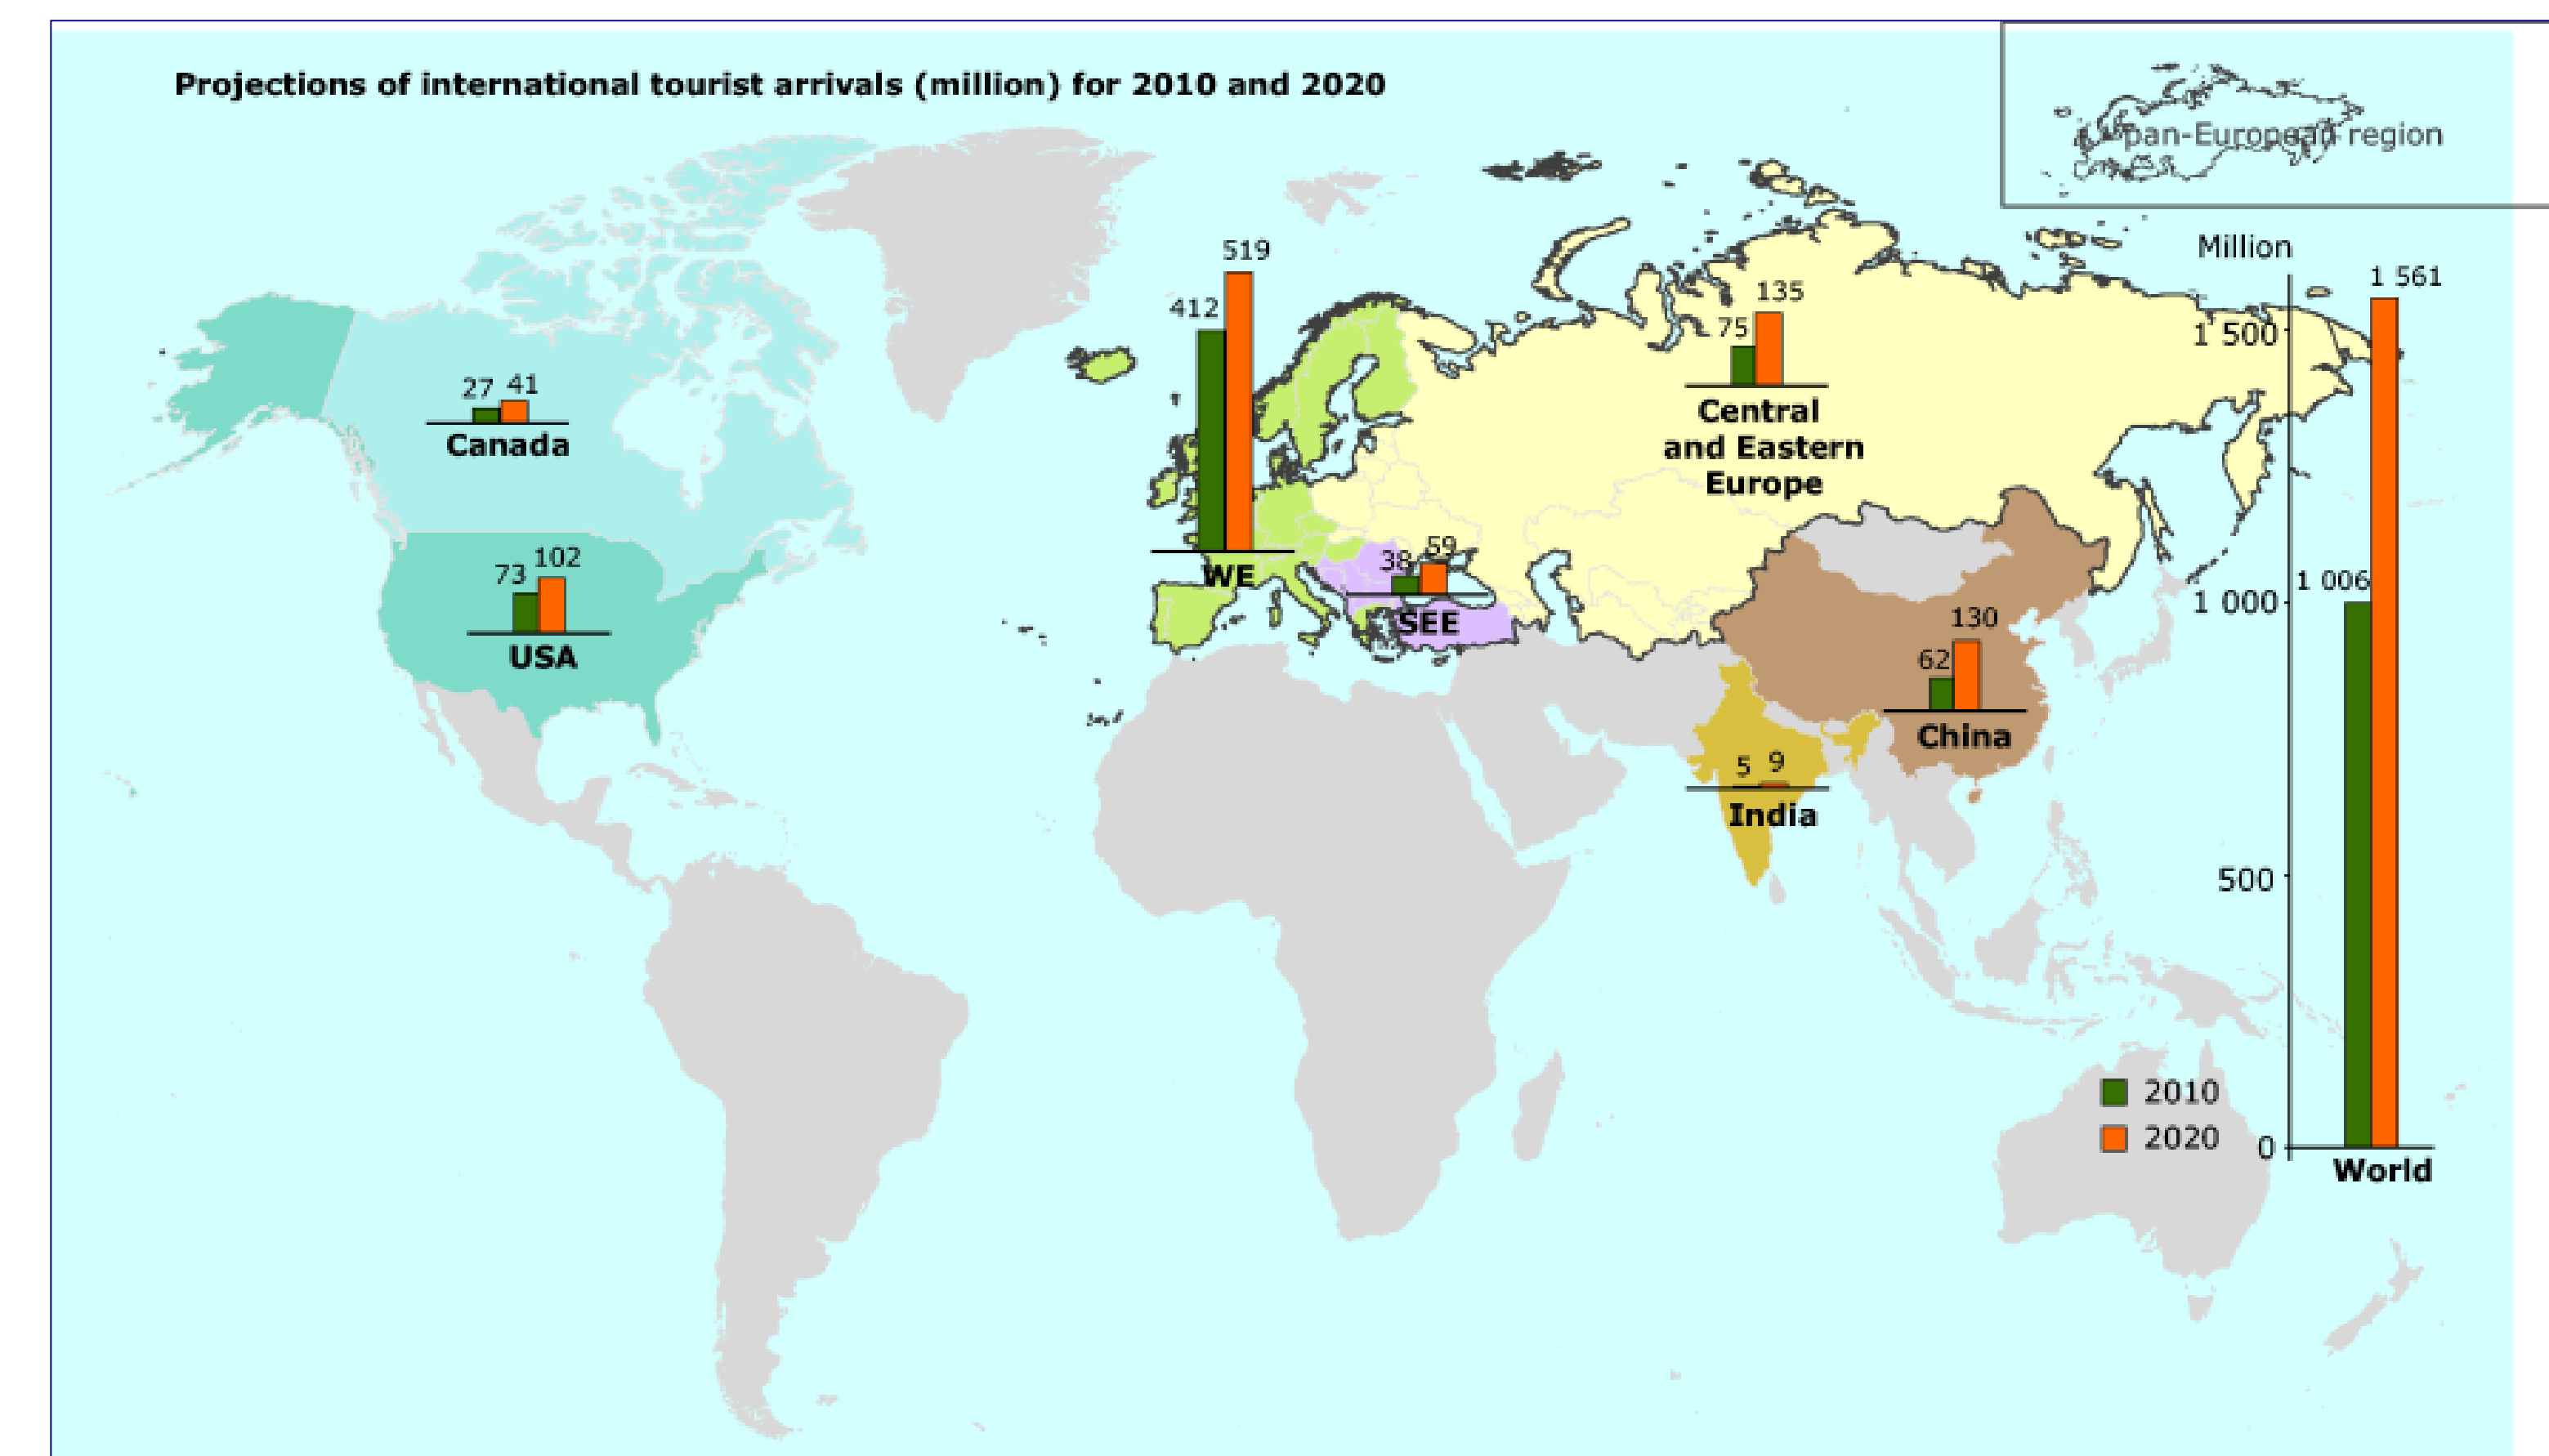 Projections of international tourist arrivals (million) for 2010 and 2020
pan-European region
Million
1 561
1 500
1 006
1 000
500
0
World
2010
2020
519
412
WE
135
75
Central
and Eastern
Europe
27 41
Canada
73 102
USA
38 59
SEE
130
62
China
5 9
India